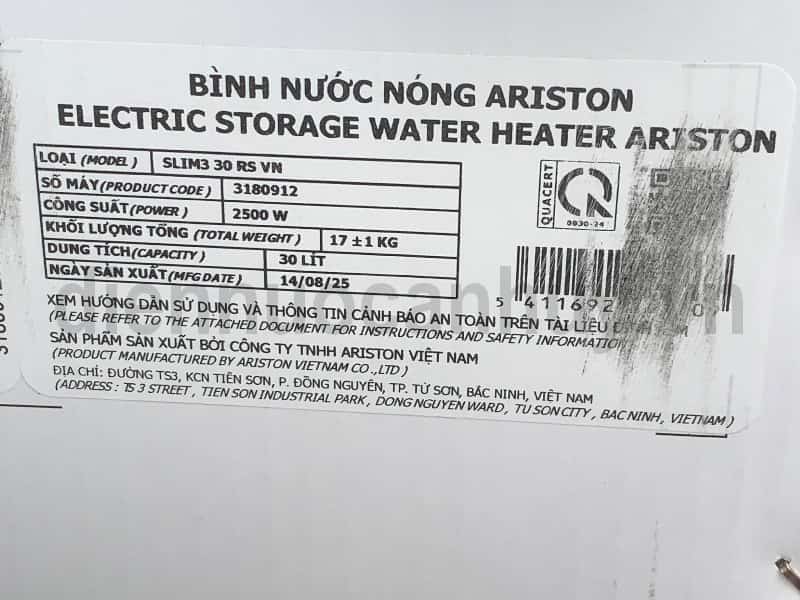 BÌNH NƯỚC NÓNG ARISTON
ELECTRIC STORAGE WATER HEATER ARISTON
LOẠI (MODEL) SLIM3 30 RS VN
SỐ MÁY (PRODUCT CODE) 3180912
CÔNG SUẤT (POWER) 2500 W
KHỐI LƯỢNG TỔNG (TOTAL WEIGHT) 17 ±1 KG
DUNG TÍCH (CAPACITY) 30 LÍT
NGÀY SẢN XUẤT (MFG DATE) 14/08/25
QUACERT
0030-24
5 411692 0
XEM HƯỚNG DẪN SỬ DỤNG VÀ THÔNG TIN CẢNH BÁO AN TOÀN TRÊN TÀI LIỆU
(PLEASE REFER TO THE ATTACHED DOCUMENT FOR INSTRUCTIONS AND SAFETY INFORMATION)
SẢN PHẨM SẢN XUẤT BỞI CÔNG TY TNHH ARISTON VIỆT NAM
(PRODUCT MANUFACTURED BY ARISTON VIETNAM CO.,LTD)
ĐỊA CHỈ: ĐƯỜNG TS3, KCN TIÊN SƠN, P. ĐỒNG NGUYÊN, TP. TỪ SƠN, BẮC NINH, VIỆT NAM
(ADDRESS : TS 3 STREET, TIEN SON INDUSTRIAL PARK, DONG NGUYEN WARD, TU SON CITY, BAC NINH, VIETNAM)